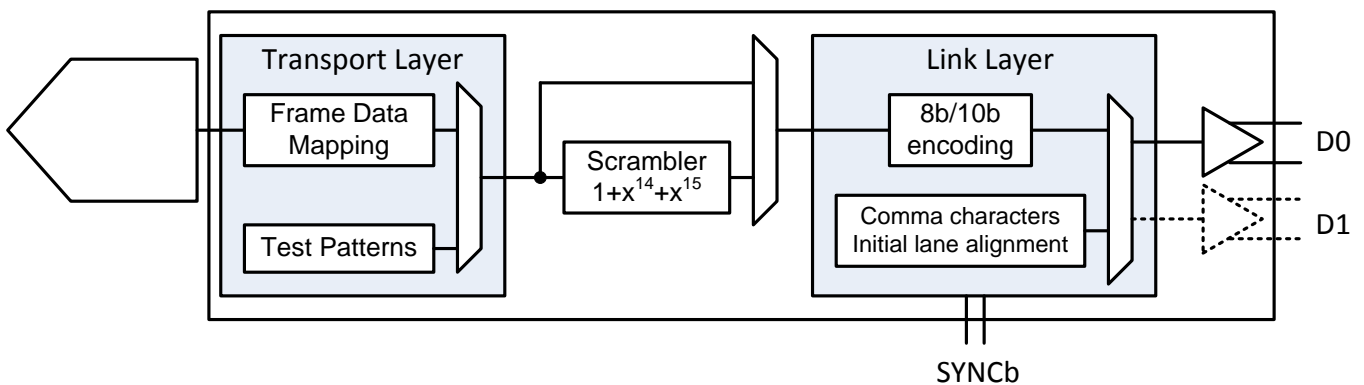 Transport Layer
Frame Data
Mapping
Test Patterns
Scrambler
1+x¹⁴+x¹⁵
Link Layer
8b/10b
encoding
Comma characters
Initial lane alignment
D0
D1
SYNCb